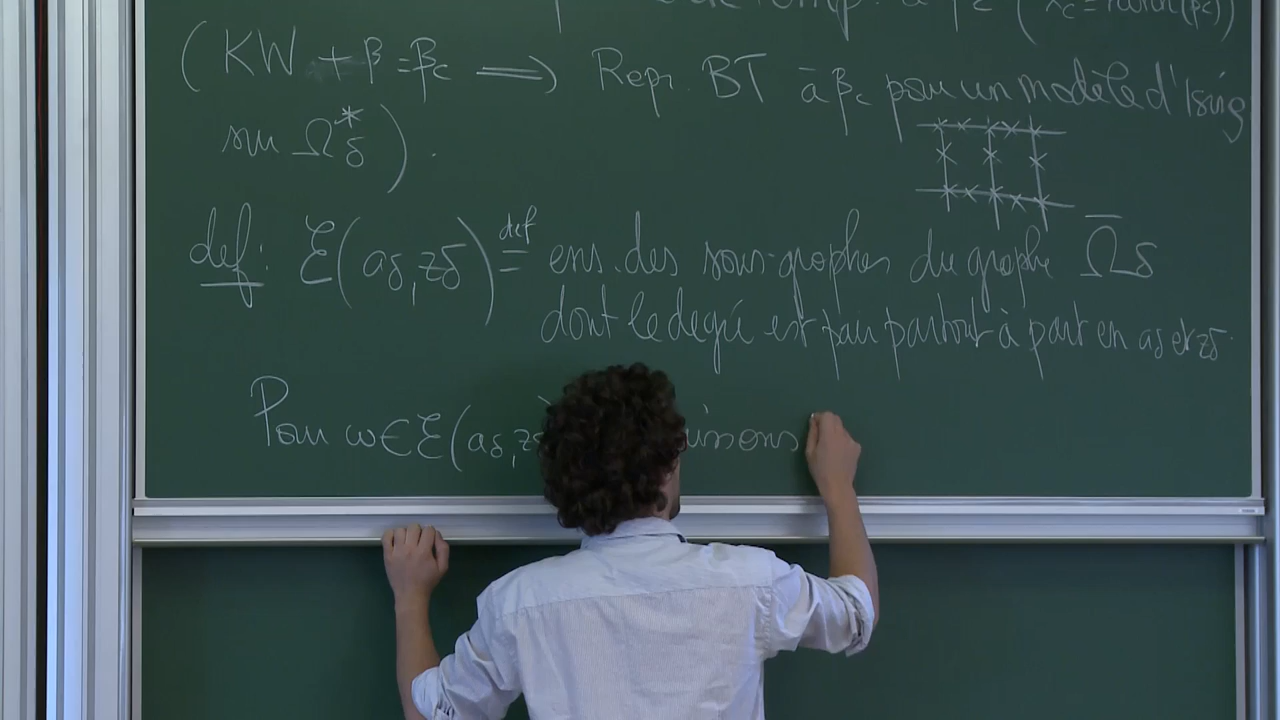 (KW + β = βc ⟹ Repr. BT à βc pour un modèle d'Ising
sur Ω*δ).
def: Ɛ(aδ, zδ) def= ens. des sous-graphes du graphe Ω̄δ
dont le degré est pair partout à part en aδ et zδ.
Pour ω ∈ Ɛ(aδ, zδ